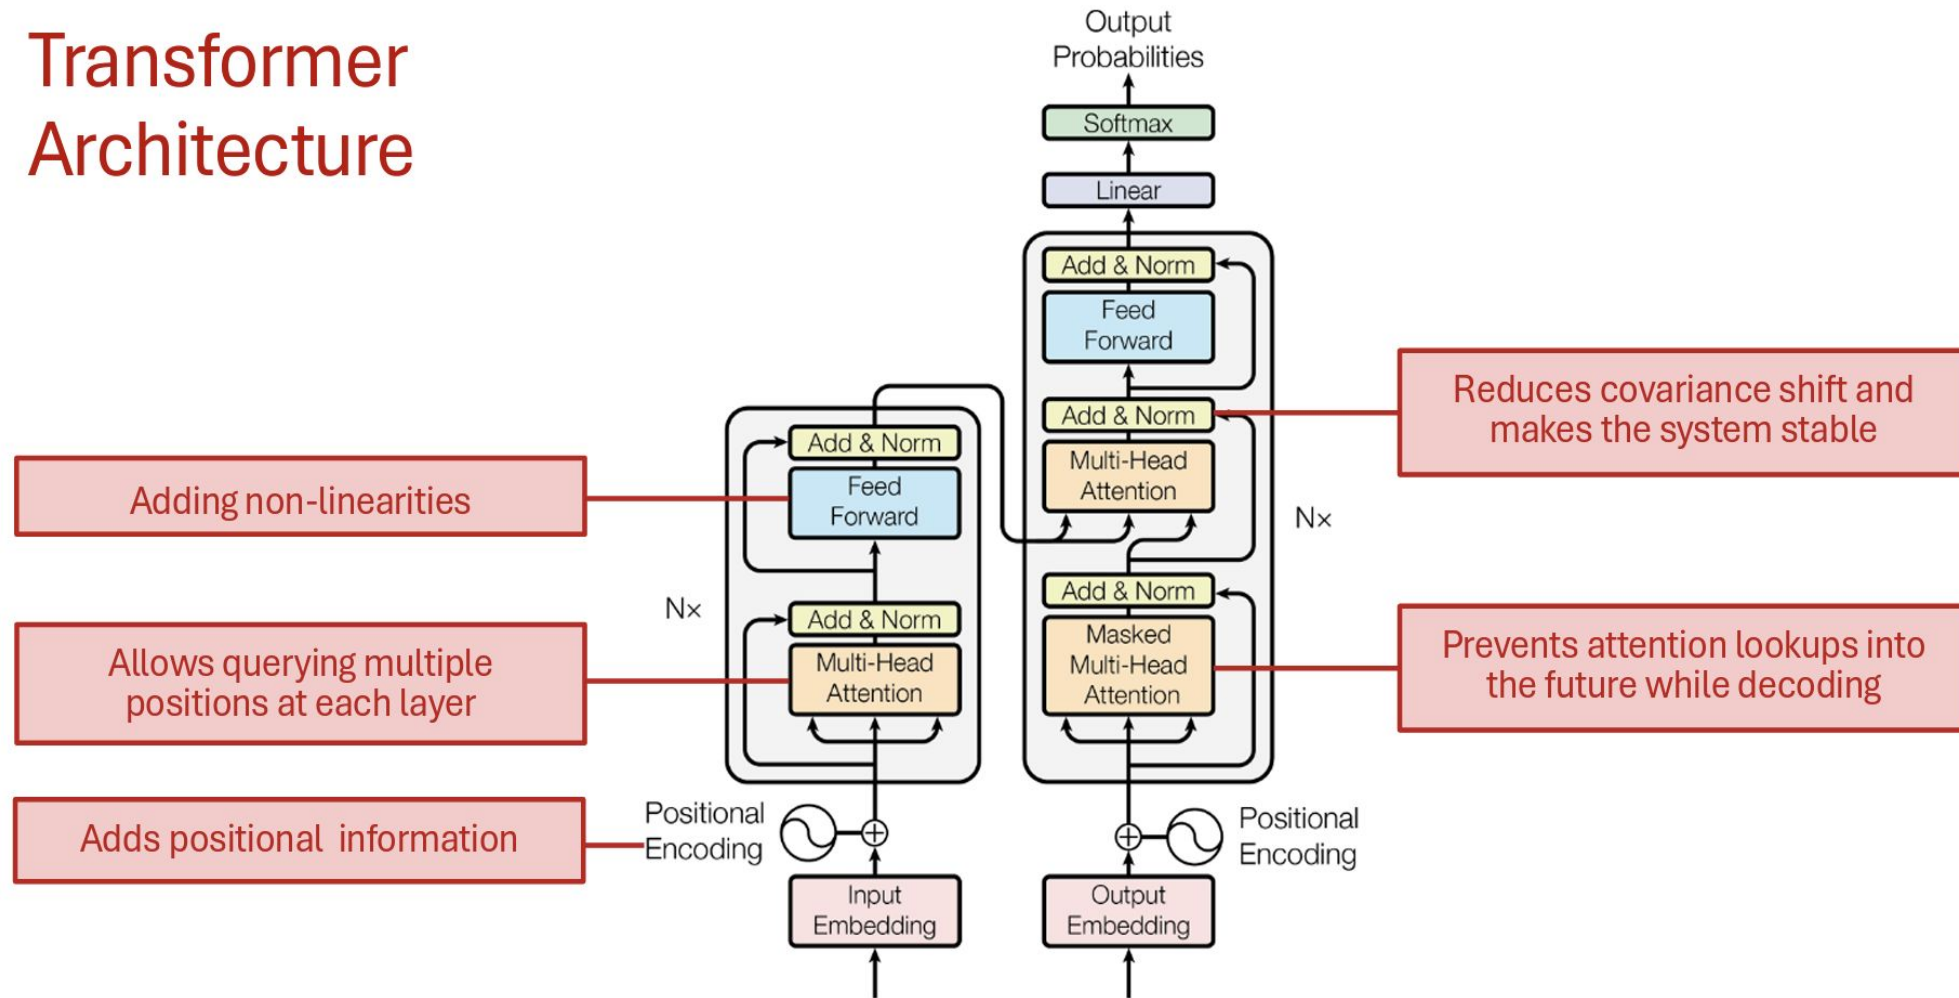 Transformer
Architecture
Output
Probabilities
Softmax
Linear
Add & Norm
Feed
Forward
Add & Norm
Multi-Head
Attention
Nx
Add & Norm
Masked
Multi-Head
Attention
Positional
Encoding
Output
Embedding
Add & Norm
Feed
Forward
Nx
Add & Norm
Multi-Head
Attention
Positional
Encoding
Input
Embedding
Adding non-linearities
Allows querying multiple
positions at each layer
Adds positional information
Reduces covariance shift and
makes the system stable
Prevents attention lookups into
the future while decoding